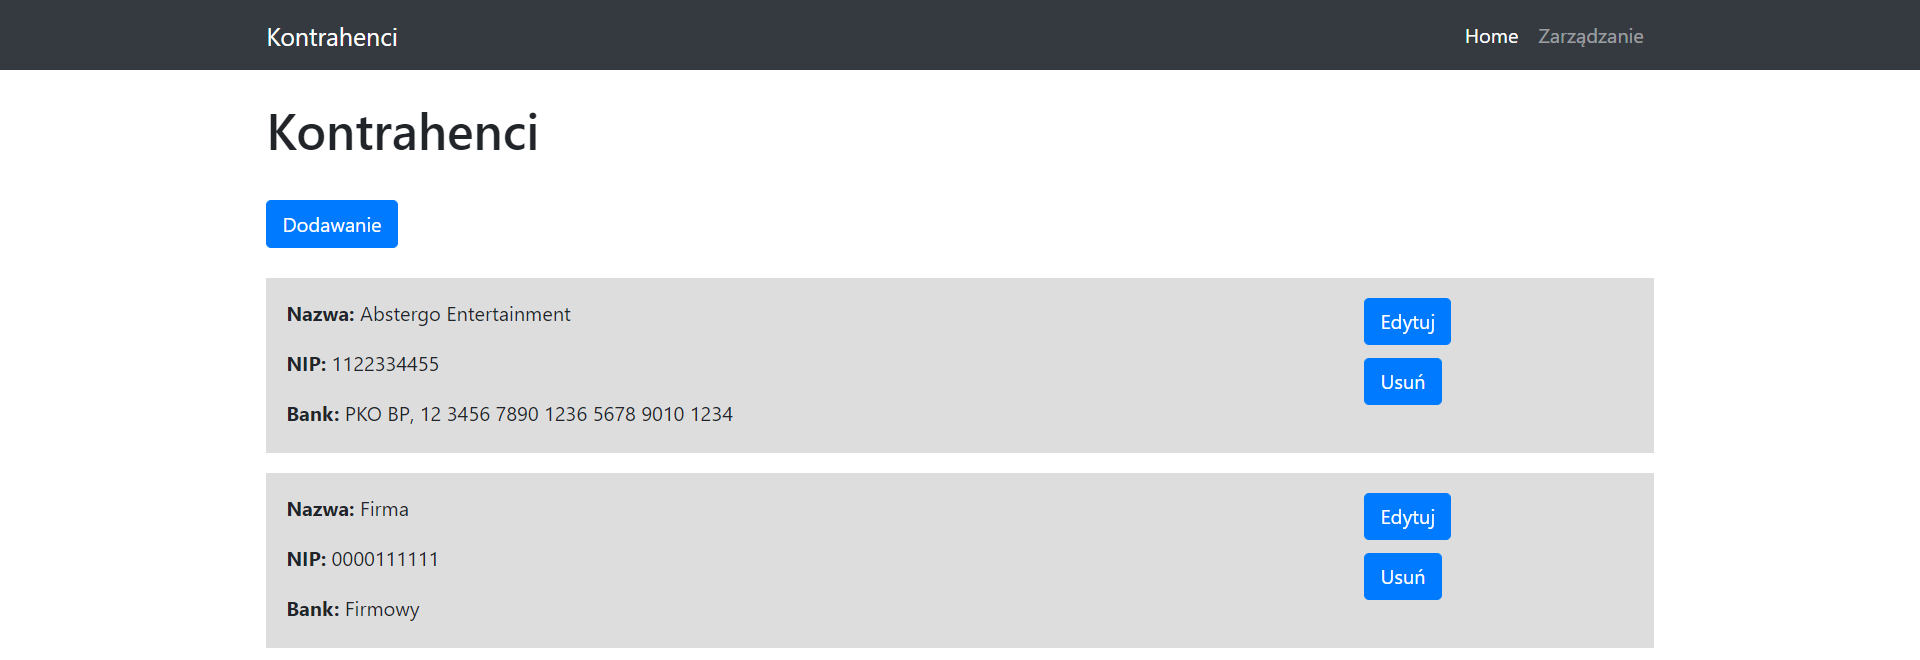 Kontrahenci
Home Zarządzanie
Kontrahenci
Dodawanie
Nazwa: Abstergo Entertainment
Edytuj
NIP: 1122334455
Usuń
Bank: PKO BP, 12 3456 7890 1236 5678 9010 1234
Nazwa: Firma
Edytuj
NIP: 0000111111
Usuń
Bank: Firmowy